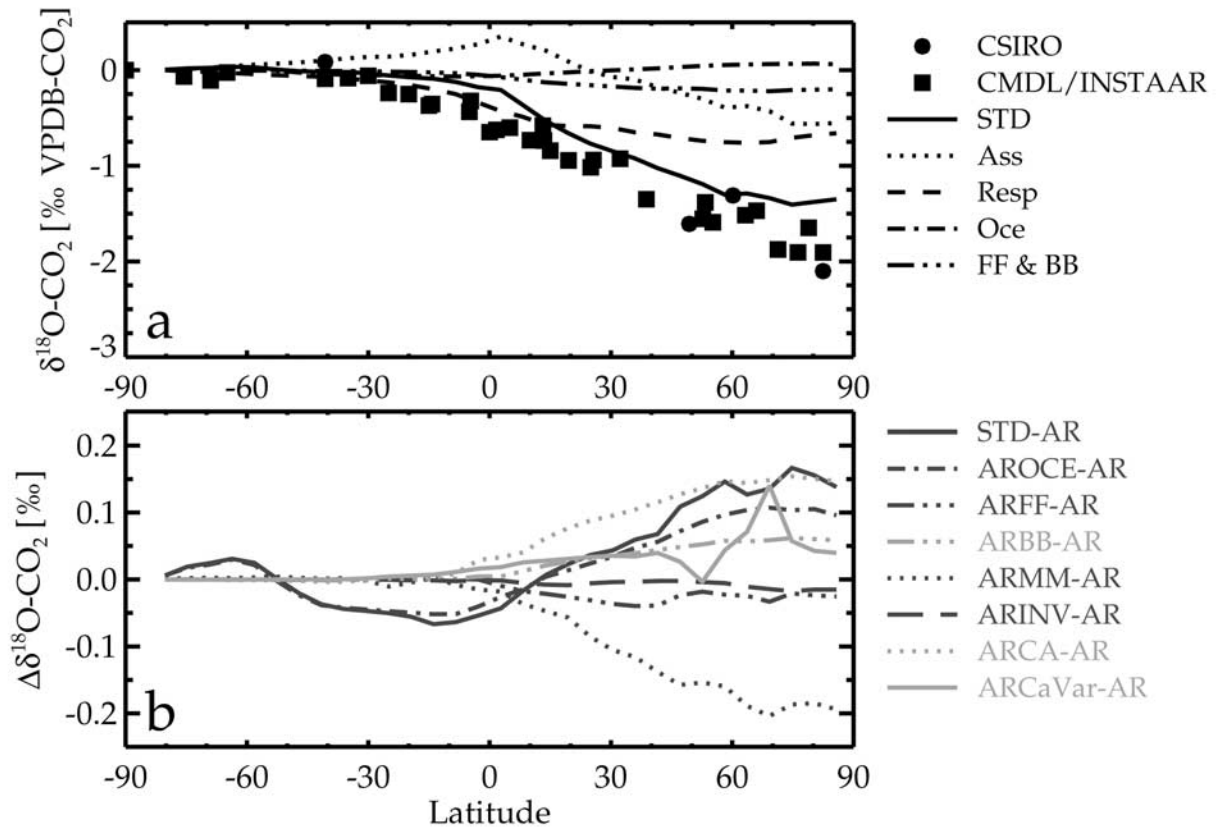 δ¹⁸O-CO₂ [ ‰ VPDB-CO₂]
0
-1
-2
-3
a
-90 -60 -30 0 30 60 90
CSIRO
CMDL/INSTAAR
STD
Ass
Resp
Oce
FF & BB
Δδ¹⁸O-CO₂ [‰]
0.2
0.1
0.0
-0.1
-0.2
b
-90 -60 -30 0 30 60 90
Latitude
STD-AR
AROCE-AR
ARFF-AR
ARBB-AR
ARMM-AR
ARINV-AR
ARCA-AR
ARCaVar-AR